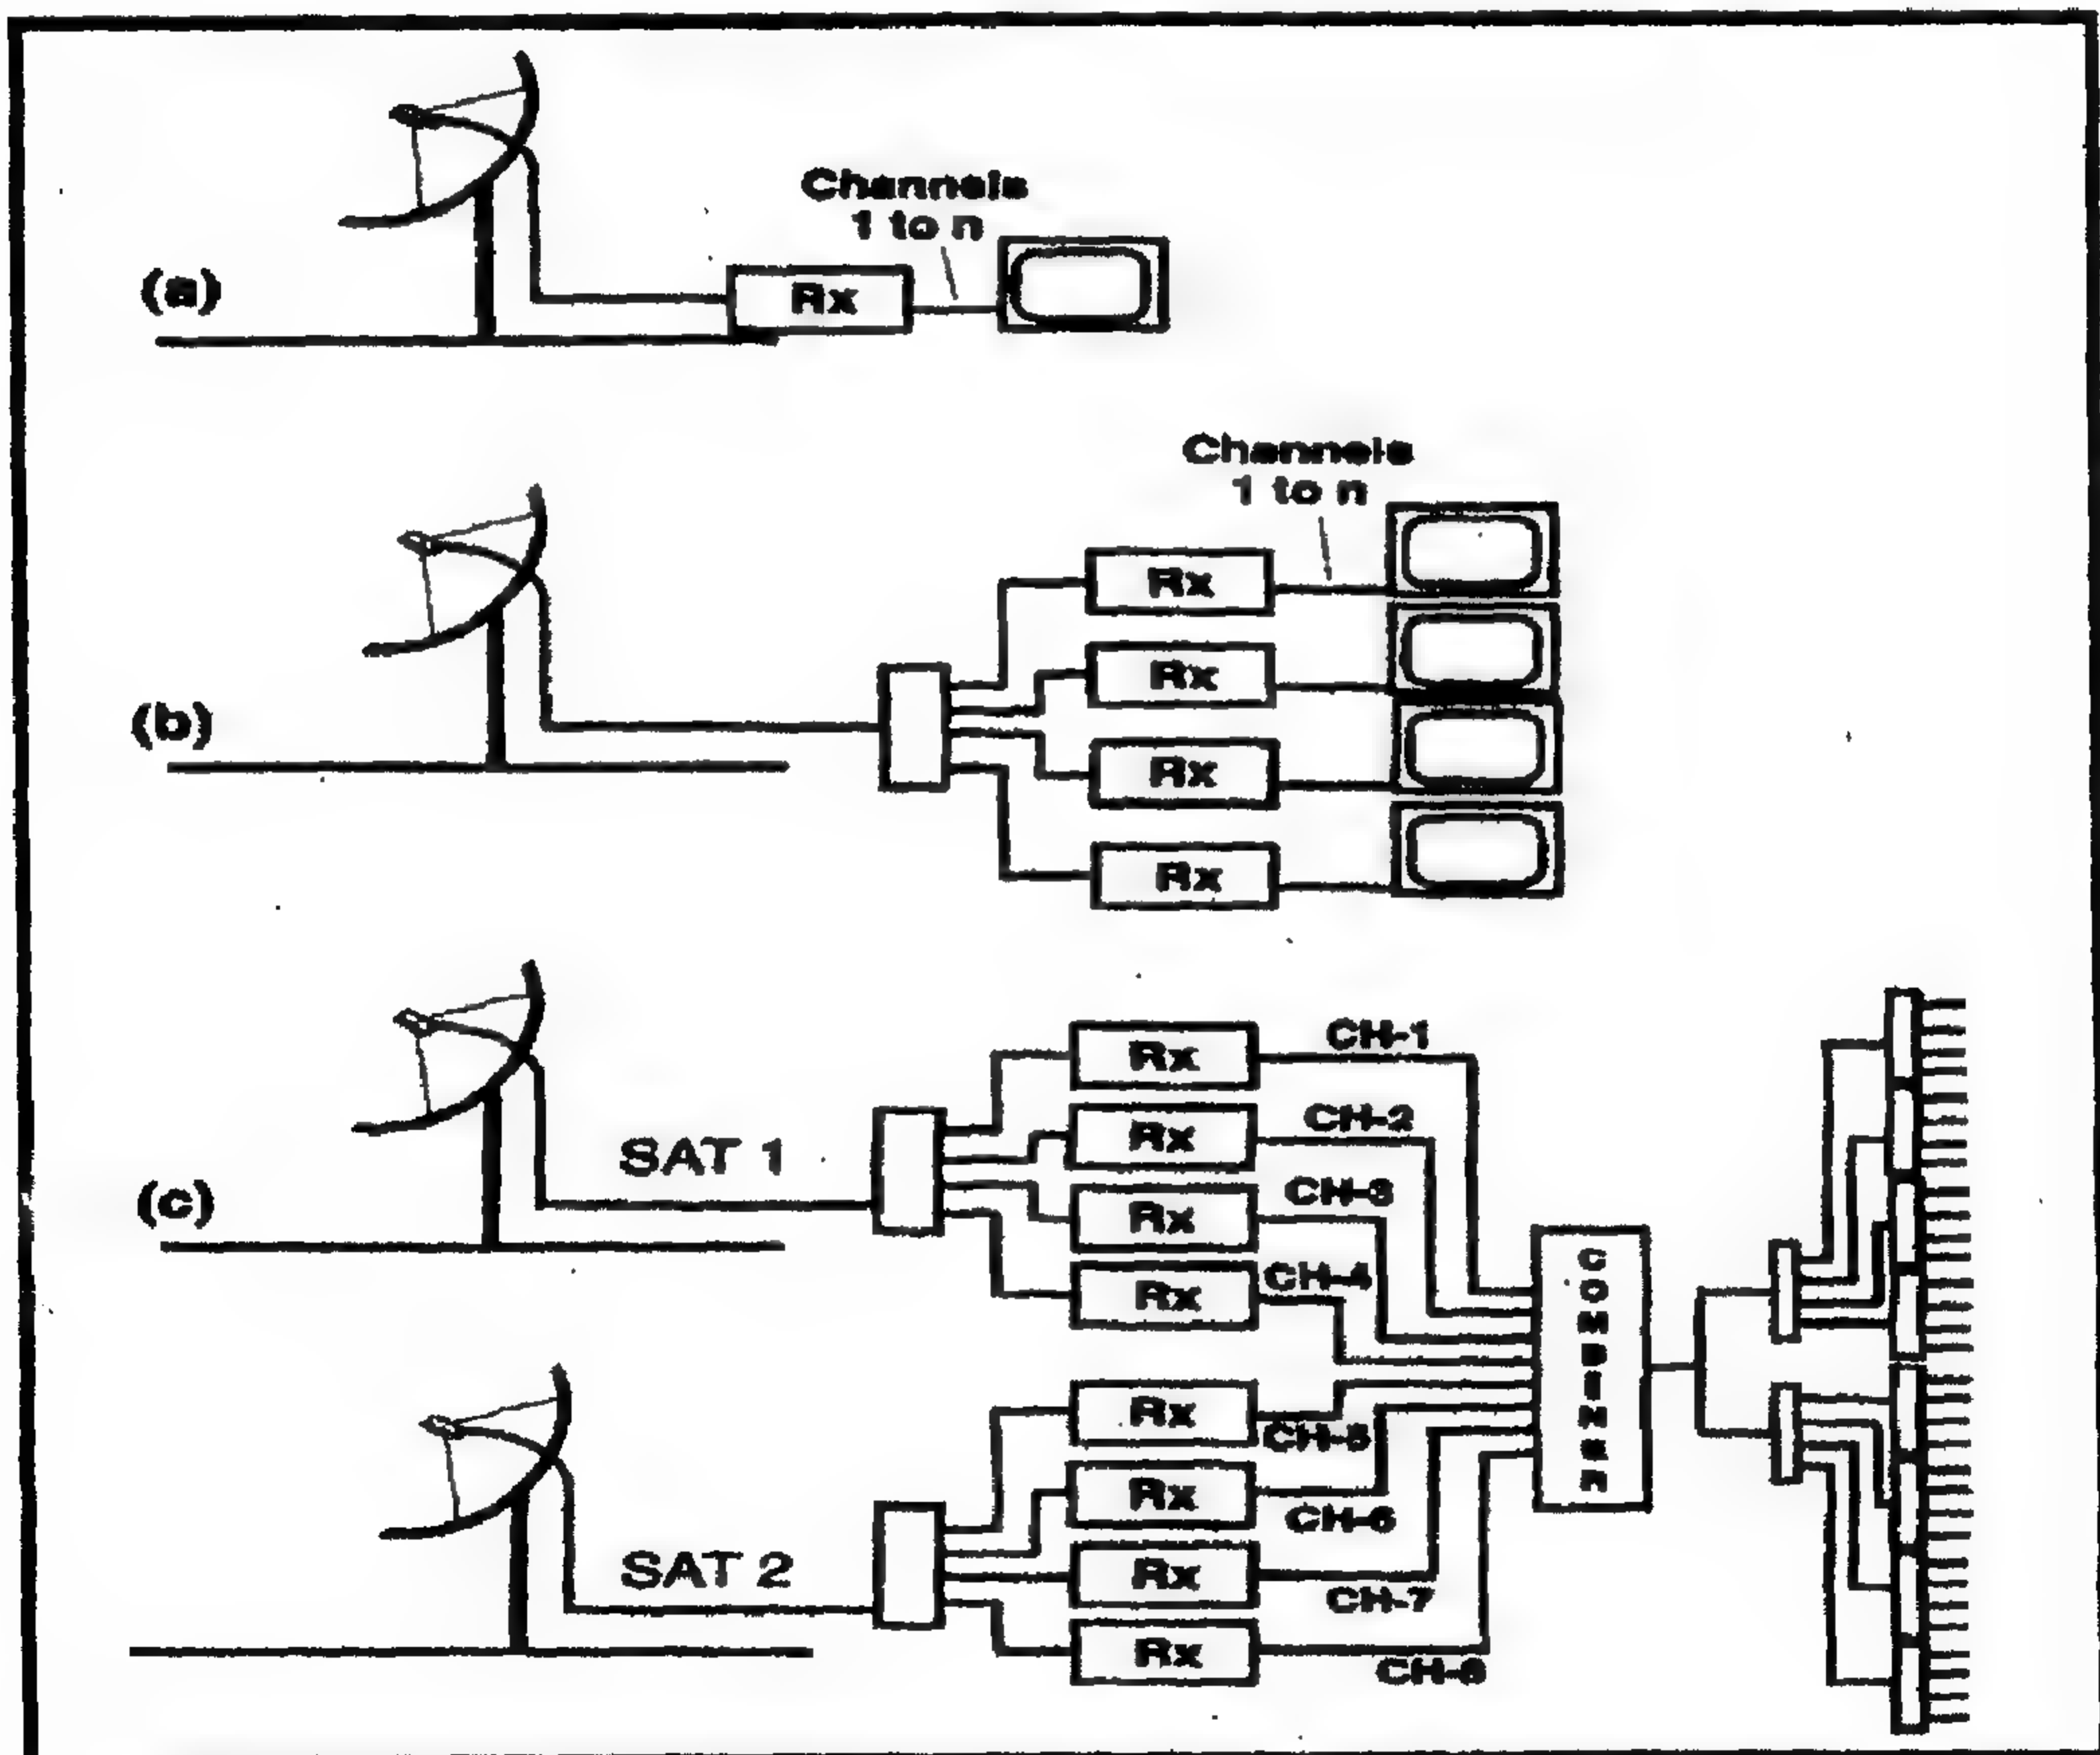 Channels
1 to n
(a)
Rx
Channels
1 to n
Rx
Rx
(b)
Rx
Rx
Rx
CH-1
Rx
CH-2
SAT 1
CH-3
(c)
Rx
CH-4
Rx
COMBINER
Rx
CH-5
Rx
CH-6
SAT 2
Rx
CH-7
Rx
CH-8